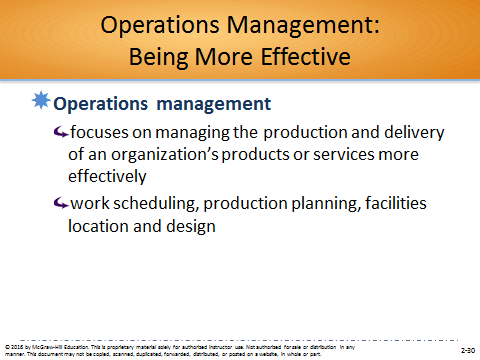 Operations Management:
Being More Effective
Operations management
focuses on managing the production and delivery
of an organization's products or services more
effectively
work scheduling, production planning, facilities
location and design
© 2016 by McGraw-Hill Education. This is proprietary material solely for authorized instructor use. Not authorized for sale or distribution in any
manner. This document may not be copied, scanned, duplicated, forwarded, distributed, or posted on a website, in whole or part.
2-30